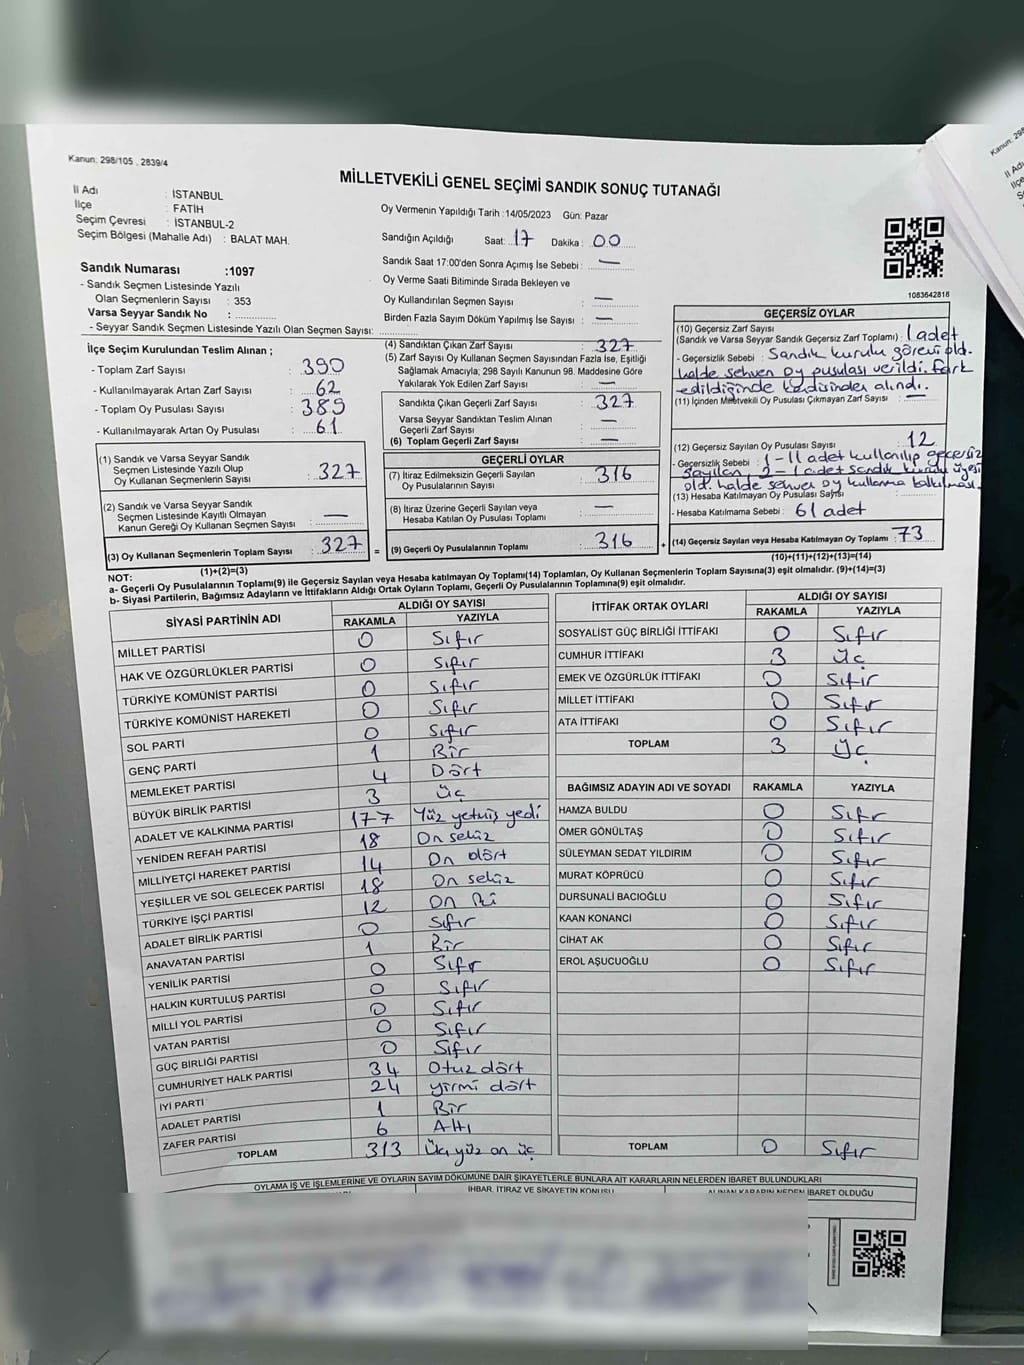 Kanun: 298/105 , 2839/4
MİLLETVEKİLİ GENEL SEÇİMİ SANDIK SONUÇ TUTANAĞI
İl Adı : İSTANBUL
İlçe : FATİH
Seçim Çevresi : İSTANBUL-2
Seçim Bölgesi (Mahalle Adı) : BALAT MAH.
Oy Vermenin Yapıldığı Tarih :14/05/2023 Gün: Pazar
Sandığın Açıldığı Saat: 17 Dakika : 00
Sandık Saat 17:00'den Sonra Açımış İse Sebebi : —
Oy Verme Saati Bitiminde Sırada Bekleyen ve
Oy Kullandırılan Seçmen Sayısı : —
Birden Fazla Sayım Döküm Yapılmış İse Sayısı : —
1083642816
Sandık Numarası :1097
- Sandık Seçmen Listesinde Yazılı
Olan Seçmenlerin Sayısı : 353
Varsa Seyyar Sandık No :
- Seyyar Sandık Seçmen Listesinde Yazılı Olan Seçmen Sayısı:
İlçe Seçim Kurulundan Teslim Alınan ;
- Toplam Zarf Sayısı : 390
- Kullanılmayarak Artan Zarf Sayısı : 62
- Toplam Oy Pusulası Sayısı : 389
- Kullanılmayarak Artan Oy Pusulası : 61
(1) Sandık ve Varsa Seyyar Sandık
Seçmen Listesinde Yazılı Olup
Oy Kullanan Seçmenlerin Sayısı : 327
(2) Sandık ve Varsa Seyyar Sandık
Seçmen Listesinde Kayıtlı Olmayan
Kanun Gereği Oy Kullanan Seçmen Sayısı : —
(3) Oy Kullanan Seçmenlerin Toplam Sayısı : 327
(1)+(2)=(3)
(4) Sandıktan Çıkan Zarf Sayısı : 327
(5) Zarf Sayısı Oy Kullanan Seçmen Sayısından Fazla İse, Eşitliği
Sağlamak Amacıyla, 298 Sayılı Kanunun 98. Maddesine Göre
Yakılarak Yok Edilen Zarf Sayısı : —
Sandıkta Çıkan Geçerli Zarf Sayısı : 327
Varsa Seyyar Sandıktan Teslim Alınan
Geçerli Zarf Sayısı : —
(6) Toplam Geçerli Zarf Sayısı : —
GEÇERLİ OYLAR
(7) İtiraz Edilmeksizin Geçerli Sayılan
Oy Pusulasının Sayısı : 316
(8) İtiraz Üzerine Geçerli Sayılan veya
Hesaba Katılan Oy Pusulası Toplamı : —
= (9) Geçerli Oy Pusulalarının Toplamı : 316 +
GEÇERSİZ OYLAR
(10) Geçersiz Zarf Sayısı
(Sandık ve Varsa Seyyar Sandık Geçersiz Zarf Toplamı) : 1 adet
- Geçersizlik Sebebi : Sandık kurulu görevi old.
halde sehven oy pusulası verildi. fark
edildiğinde kendisinden alındı.
(11) İçinden Milletvekili Oy Pusulası Çıkmayan Zarf Sayısı : —
(12) Geçersiz Sayılan Oy Pusulası Sayısı : 12
- Geçersizlik Sebebi : 1-11 adet kullanılıp geçersiz
sayılan, 2-1 adet sandık kurulu üyesi
old. halde sehven oy kullanma
(13) Hesaba Katılmayan Oy Pusulası Sayısı :
- Hesaba Katılmama Sebebi : 61 adet
(14) Geçersiz Sayılan veya Hesaba Katılmayan Oy Toplamı : 73
(10)+(11)+(12)+(13)=(14)
NOT:
a- Geçerli Oy Pusulalarının Toplamı(9) ile Geçersiz Sayılan veya Hesaba katılmayan Oy Toplamı(14) Toplamları, Oy Kullanan Seçmenlerin Toplam Sayısına(3) eşit olmalıdır. (9)+(14)=(3)
b- Siyasi Partilerin, Bağımsız Adayların ve İttifakların Aldığı Ortak Oyların Toplamı, Geçerli Oy Pusulalarının Toplamına(9) eşit olmalıdır.
SİYASİ PARTİNİN ADI ALDIĞI OY SAYISI
RAKAMLA YAZIYLA
MİLLET PARTİSİ 0 Sıfır
HAK VE ÖZGÜRLÜKLER PARTİSİ 0 Sıfır
TÜRKİYE KOMÜNİST PARTİSİ 0 Sıfır
TÜRKİYE KOMÜNİST HAREKETİ 0 Sıfır
SOL PARTİ 0 Sıfır
GENÇ PARTİ 1 Bir
MEMLEKET PARTİSİ 4 Dört
BÜYÜK BİRLİK PARTİSİ 3 Üç
ADALET VE KALKINMA PARTİSİ 177 Yüz yetmiş yedi
YENİDEN REFAH PARTİSİ 18 On sekiz
MİLLİYETÇİ HAREKET PARTİSİ 14 On dört
YEŞİLLER VE SOL GELECEK PARTİSİ 18 On sekiz
TÜRKİYE İŞÇİ PARTİSİ 12 On iki
ADALET BİRLİK PARTİSİ 0 Sıfır
ANAVATAN PARTİSİ 1 Bir
YENİLİK PARTİSİ 0 Sıfır
HALKIN KURTULUŞ PARTİSİ 0 Sıfır
MİLLİ YOL PARTİSİ 0 Sıfır
VATAN PARTİSİ 0 Sıfır
GÜÇ BİRLİĞİ PARTİSİ 0 Sıfır
CUMHURİYET HALK PARTİSİ 34 Otuz dört
İYİ PARTİ 24 yirmi dört
ADALET PARTİSİ 1 Bir
ZAFER PARTİSİ 6 Altı
TOPLAM 313 Üç yüz on üç
İTTİFAK ORTAK OYLARI ALDIĞI OY SAYISI
RAKAMLA YAZIYLA
SOSYALİST GÜÇ BİRLİĞİ İTTİFAKI 0 Sıfır
CUMHUR İTTİFAKI 3 Üç
EMEK VE ÖZGÜRLÜK İTTİFAKI 0 Sıfır
MİLLET İTTİFAKI 0 Sıfır
ATA İTTİFAKI 0 Sıfır
TOPLAM 3 Üç
BAĞIMSIZ ADAYIN ADI VE SOYADI RAKAMLA YAZIYLA
HAMZA BULDU 0 Sıfır
ÖMER GÖNÜLTAŞ 0 Sıfır
SÜLEYMAN SEDAT YILDIRIM 0 Sıfır
MURAT KÖPRÜCÜ 0 Sıfır
DURSUNALİ BACIOĞLU 0 Sıfır
KAAN KONANCİ 0 Sıfır
CİHAT AK 0 Sıfır
EROL AŞUCUOĞLU 0 Sıfır
TOPLAM 0 Sıfır
OYLAMA İŞ VE İŞLEMLERİNE VE OYLARIN SAYIM DÖKÜMÜNE DAİR ŞİKAYETLERLE BUNLARA AİT KARARLARIN NELERDEN İBARET BULUNDUKLARI
İHBAR, İTİRAZ VE ŞİKAYETİN KONUSU ALINAN KARARIN NEDEN İBARET OLDUĞU